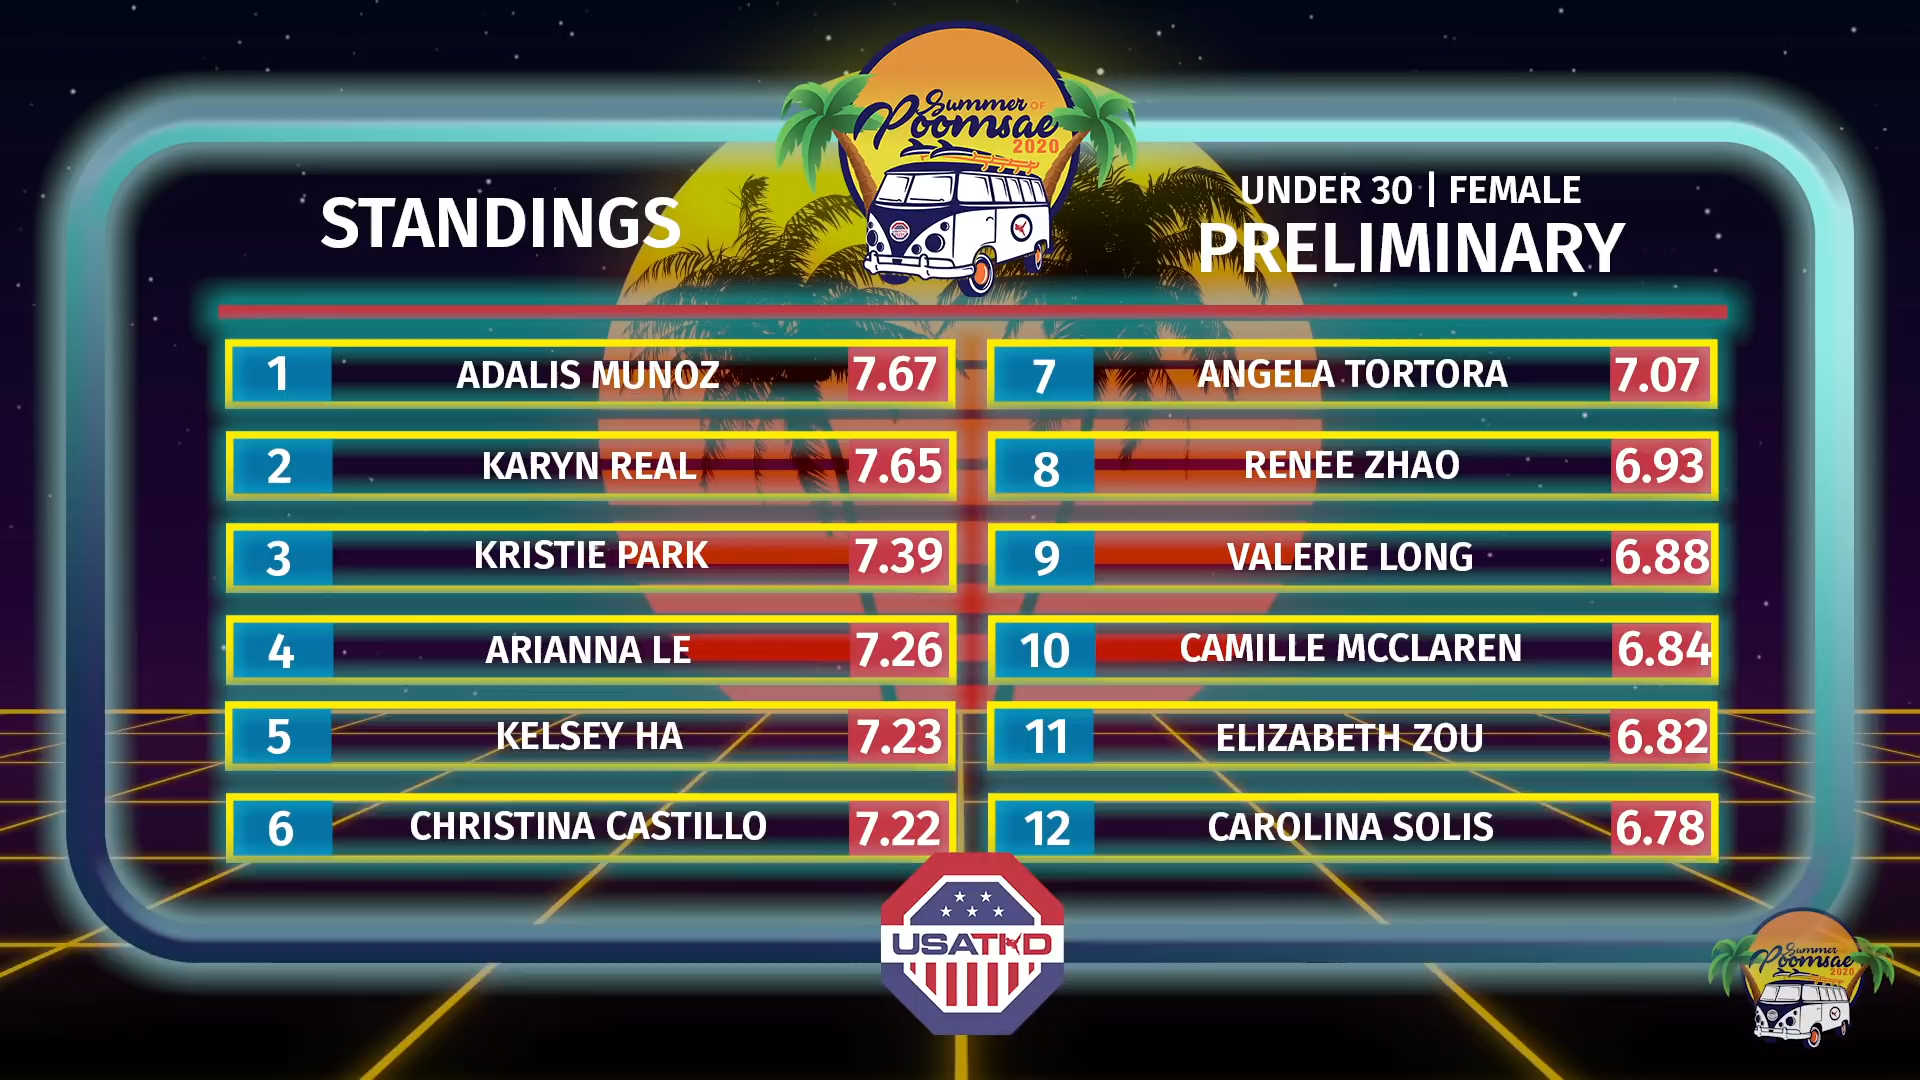 Summer OF
Poomsae
2020
STANDINGS
UNDER 30 | FEMALE
PRELIMINARY
1 ADALIS MUNOZ 7.67
2 KARYN REAL 7.65
3 KRISTIE PARK 7.39
4 ARIANNA LE 7.26
5 KELSEY HA 7.23
6 CHRISTINA CASTILLO 7.22
7 ANGELA TORTORA 7.07
8 RENEE ZHAO 6.93
9 VALERIE LONG 6.88
10 CAMILLE MCCLAREN 6.84
11 ELIZABETH ZOU 6.82
12 CAROLINA SOLIS 6.78
USATKD
Summer
Poomsae
2020